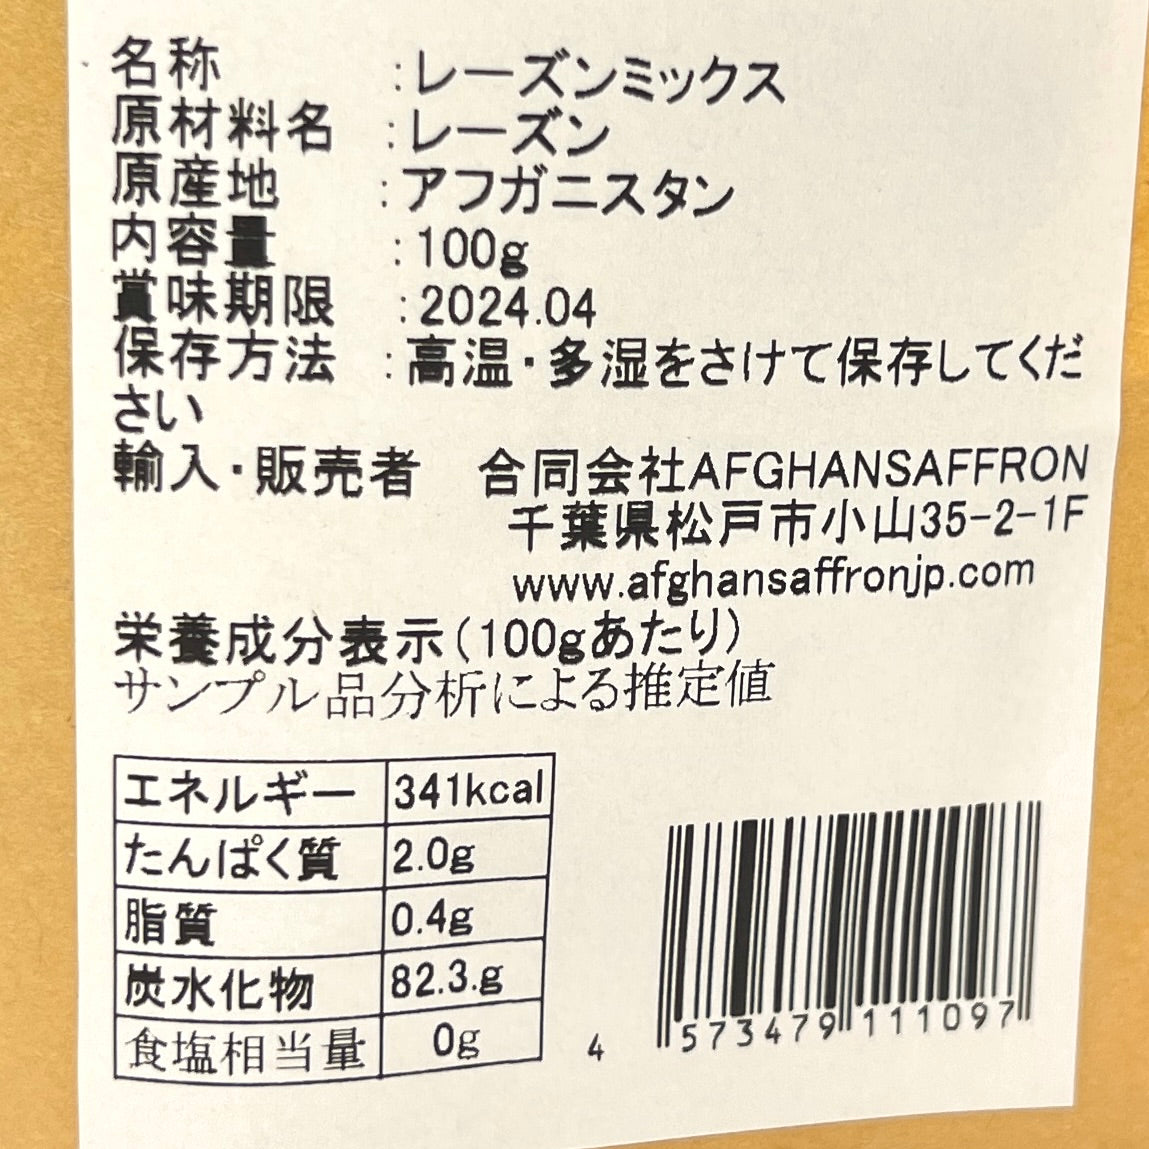 名称 :レーズンミックス
原材料名 :レーズン
原産地 :アフガニスタン
内容量 :100g
賞味期限 :2024.04
保存方法 :高温・多湿をさけて保存してくだ
さい
輸入・販売者 合同会社AFGHANSAFFRON
千葉県松戸市小山35-2-1F
www.afghansaffronjp.com
栄養成分表示(100gあたり)
サンプル品分析による推定値
エネルギー 341kcal
たんぱく質 2.0g
脂質 0.4g
炭水化物 82.3.g
食塩相当量 0g
4 573479 111097